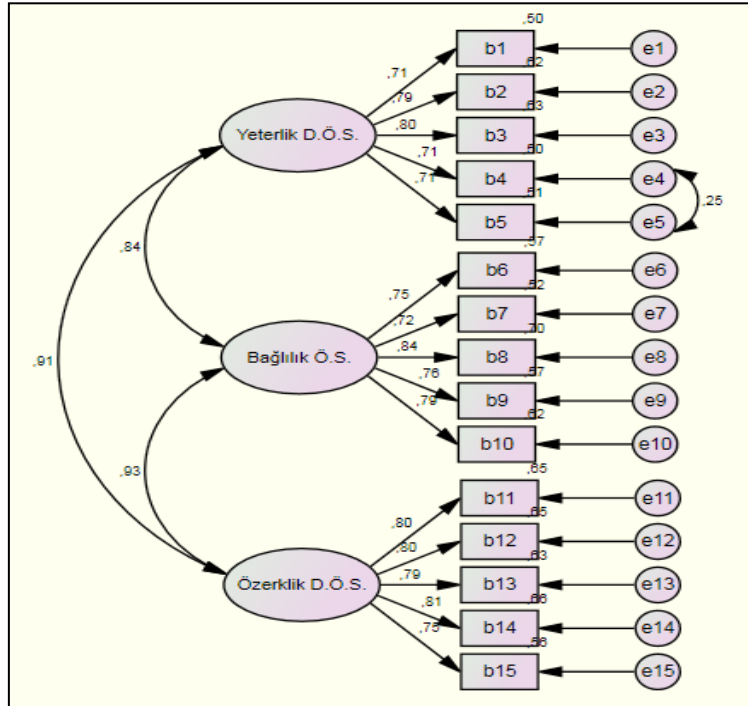 ,50
b1
e1
,71
,62
b2
e2
,79
,63
Yeterlik D.Ö.S.
,80
b3
e3
,50
,71
b4
e4
,51
,25
,71
b5
e5
,57
b6
e6
,84
,75
,52
b7
e7
,72
,70
Bağlılık Ö.S.
,84
b8
e8
,91
,57
,76
b9
e9
,62
,79
b10
e10
,93
,65
b11
e11
,80
,65
b12
e12
,80
,63
Özerklik D.Ö.S.
,79
b13
e13
,66
,81
b14
e14
,56
,75
b15
e15